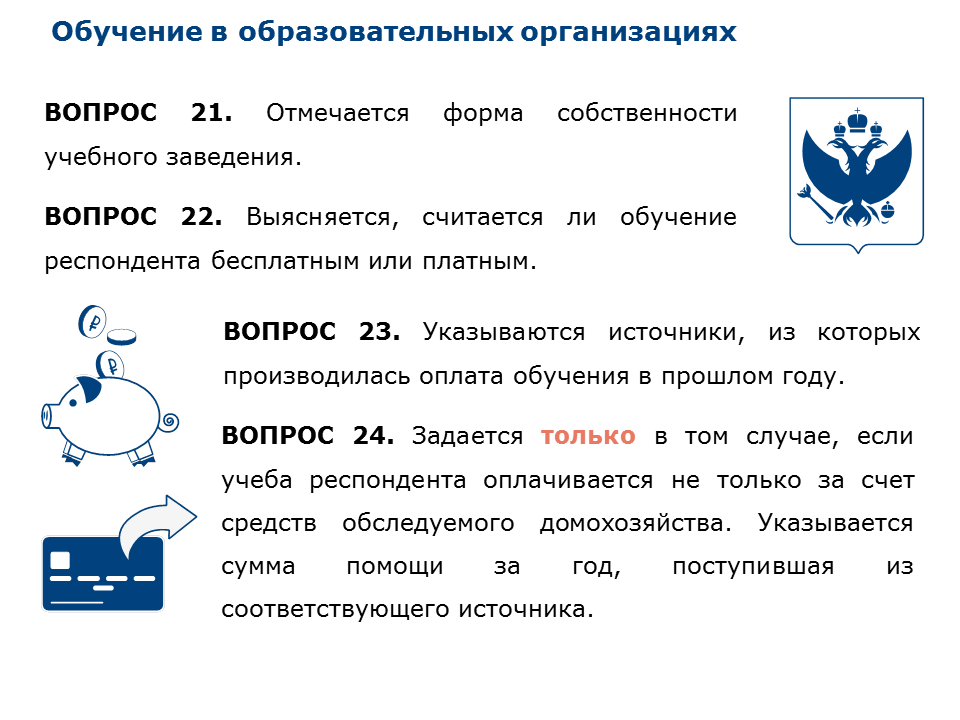 Обучение в образовательных организациях
ВОПРОС 21. Отмечается форма собственности
учебного заведения.
ВОПРОС 22. Выясняется, считается ли обучение
респондента бесплатным или платным.
ВОПРОС 23. Указываются источники, из которых
производилась оплата обучения в прошлом году.
ВОПРОС 24. Задается только в том случае, если
учеба респондента оплачивается не только за счет
средств обследуемого домохозяйства. Указывается
сумма помощи за год, поступившая из
соответствующего источника.